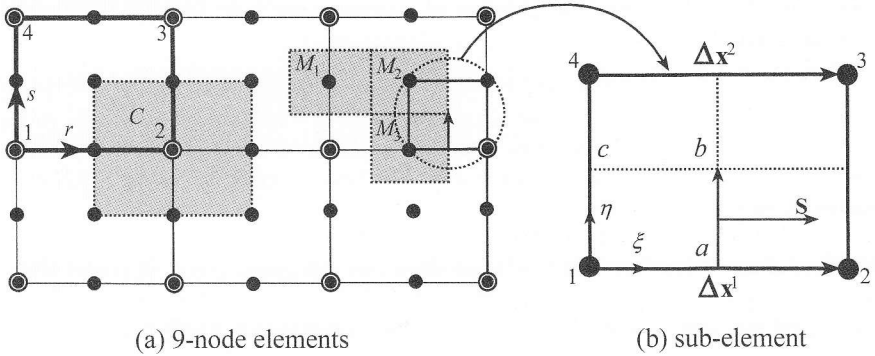 4
3
M₁
M₂
s
C
1
r
2
M₃
4
Δx²
3
c
b
η
S
ξ
a
1
Δx¹
2
(a) 9-node elements
(b) sub-element